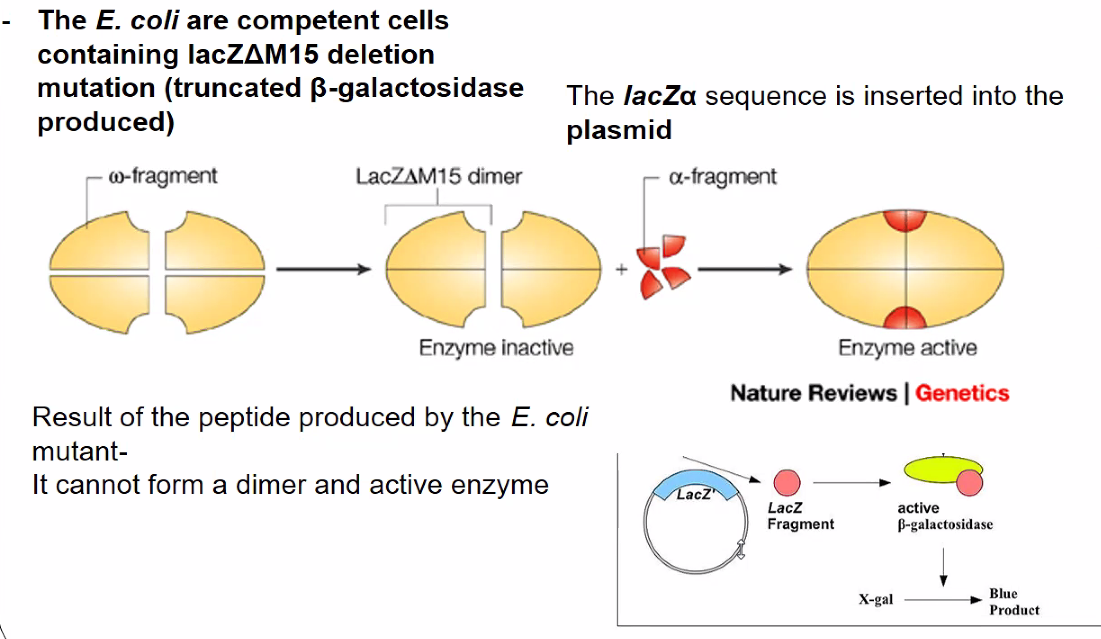 - The E. coli are competent cells
containing lacZΔM15 deletion
mutation (truncated β-galactosidase
produced)
The lacZα sequence is inserted into the
plasmid
ω-fragment
LacZΔM15 dimer
α-fragment
+
Enzyme inactive
Enzyme active
Nature Reviews | Genetics
Result of the peptide produced by the E. coli
mutant-
It cannot form a dimer and active enzyme
LacZ'
LacZ
Fragment
active
β-galactosidase
X-gal
Blue
Product